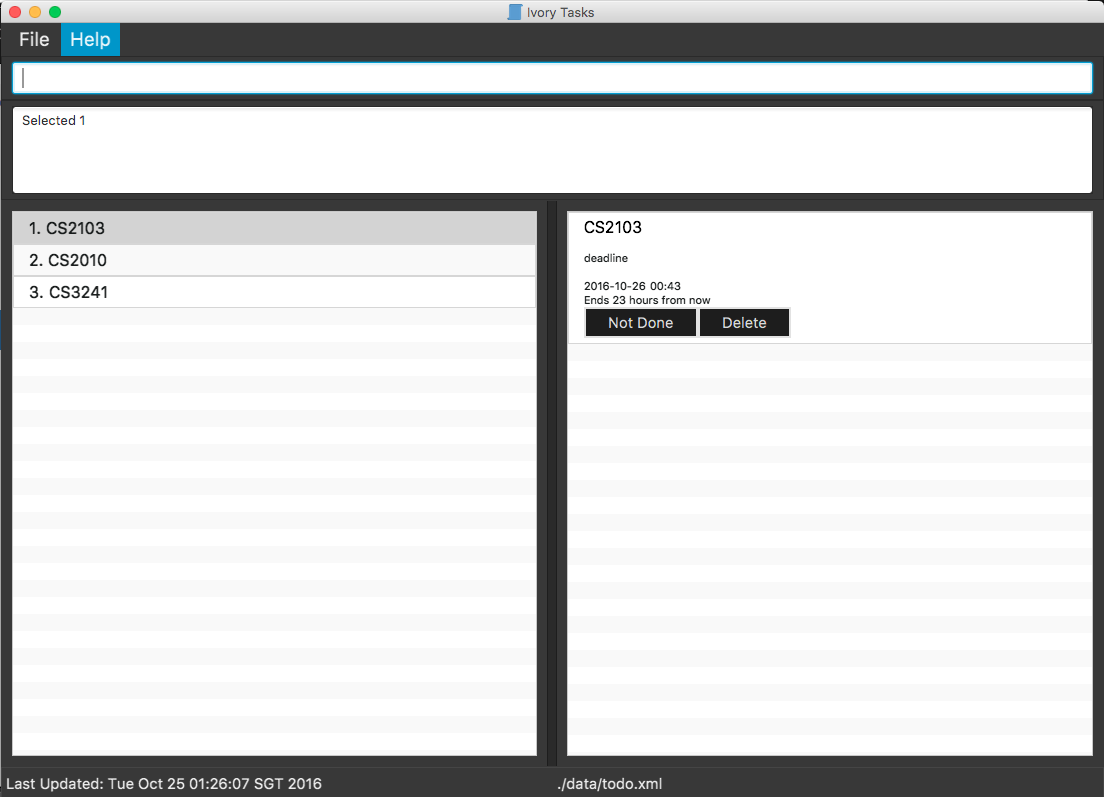 Ivory Tasks
File Help
Selected 1
1. CS2103
2. CS2010
3. CS3241
CS2103
deadline
2016-10-26 00:43
Ends 23 hours from now
Not Done Delete
Last Updated: Tue Oct 25 01:26:07 SGT 2016 ./data/todo.xml